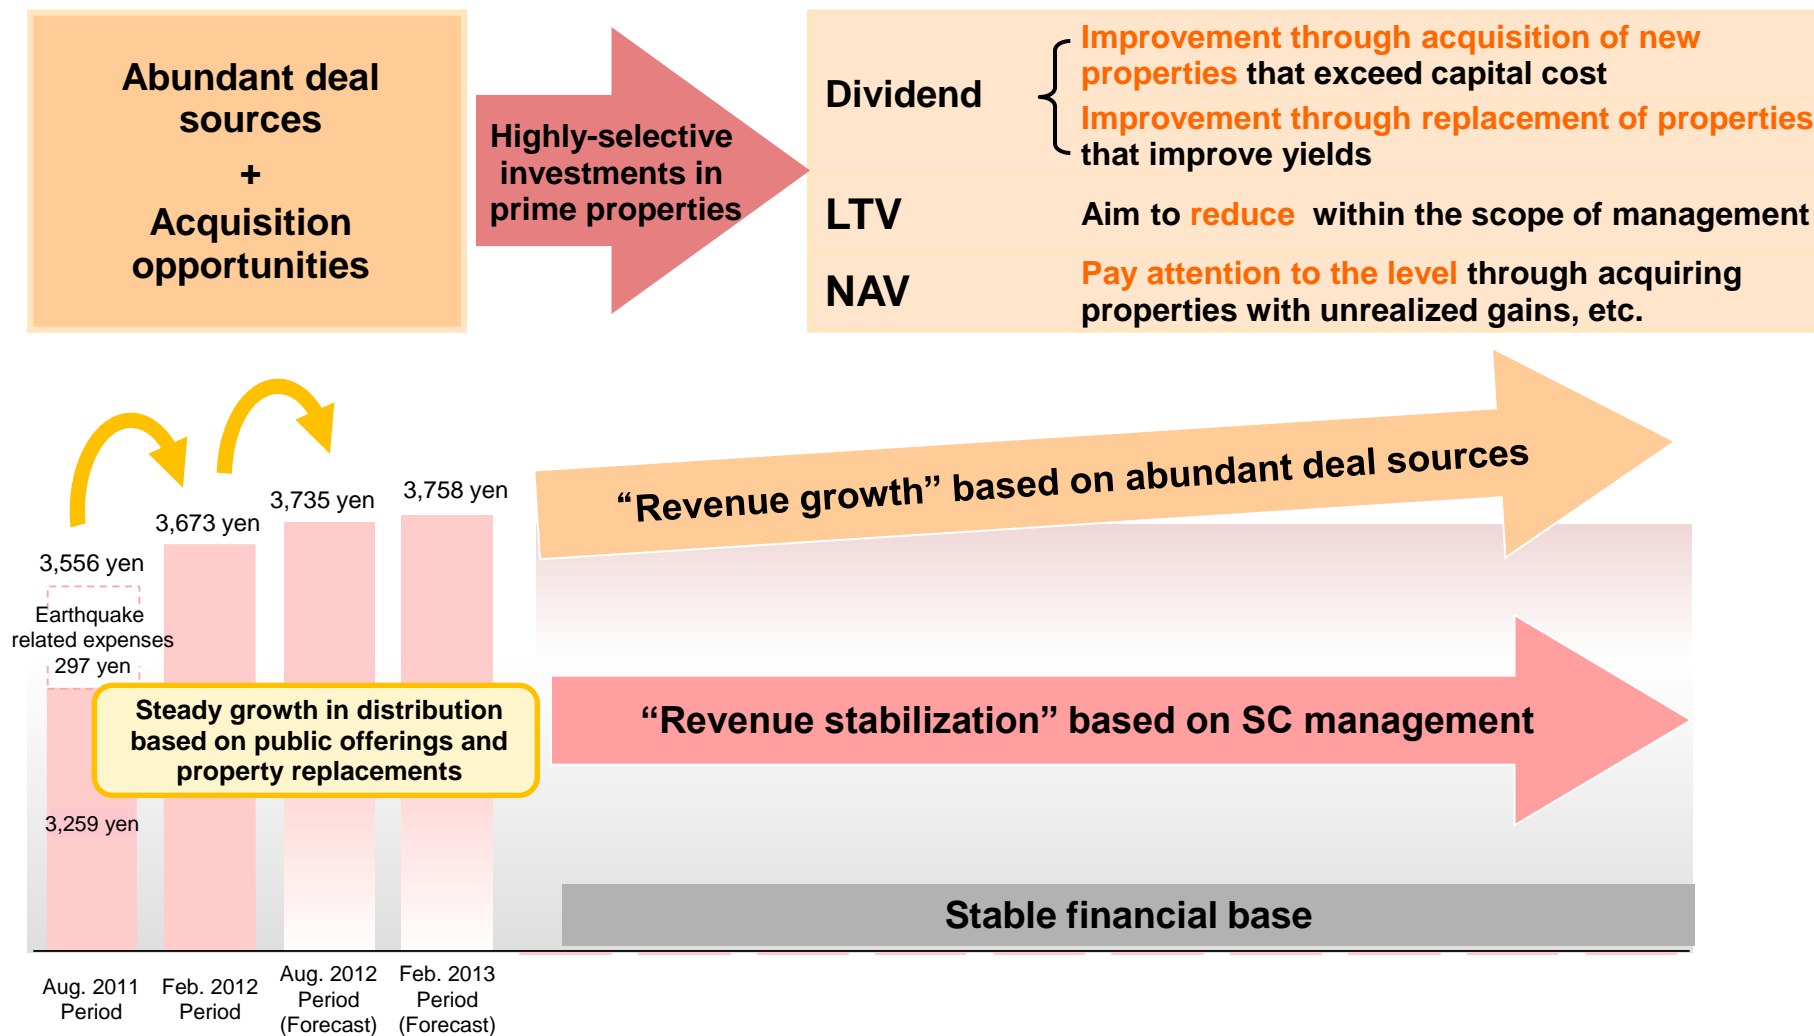 Abundant deal
sources
+
Acquisition
opportunities
Highly-selective
investments in
prime properties
Dividend
Improvement through acquisition of new
properties that exceed capital cost
Improvement through replacement of properties
that improve yields
LTV
Aim to reduce within the scope of management
NAV
Pay attention to the level through acquiring
properties with unrealized gains, etc.
3,556 yen
3,673 yen
3,735 yen
3,758 yen
Earthquake
related expenses
297 yen
3,259 yen
Steady growth in distribution
based on public offerings and
property replacements
“Revenue growth” based on abundant deal sources
“Revenue stabilization” based on SC management
Stable financial base
Aug. 2011
Period
Feb. 2012
Period
Aug. 2012
Period
(Forecast)
Feb. 2013
Period
(Forecast)